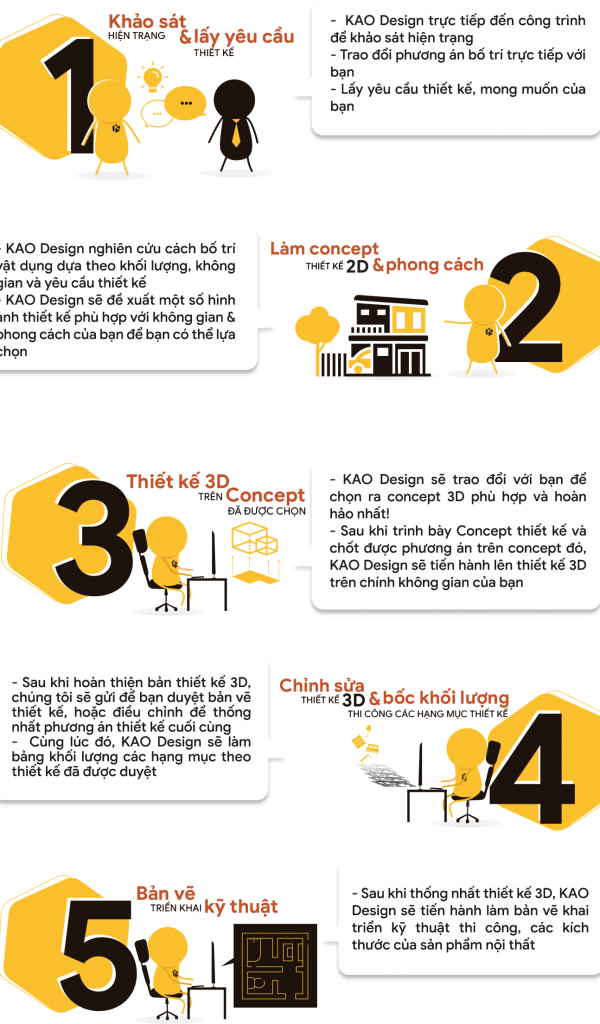 1
Khảo sát
HIỆN TRẠNG & lấy yêu cầu
THIẾT KẾ
- KAO Design trực tiếp đến công trình
để khảo sát hiện trạng
- Trao đổi phương án bố trí trực tiếp với
bạn
- Lấy yêu cầu thiết kế, mong muốn của
bạn
- KAO Design nghiên cứu cách bố trí
vật dụng dựa theo khối lượng, không
gian và yêu cầu thiết kế
- KAO Design sẽ đề xuất một số hình
ảnh thiết kế phù hợp với không gian &
phong cách của bạn để bạn có thể lựa
chọn
Làm concept
THIẾT KẾ 2D & phong cách
2
3
Thiết kế 3D
TRÊN Concept
ĐÃ ĐƯỢC CHỌN
- KAO Design sẽ trao đổi với bạn để
chọn ra concept 3D phù hợp và hoàn
hảo nhất!
- Sau khi trình bày Concept thiết kế và
chốt được phương án trên concept đó,
KAO Design sẽ tiến hành lên thiết kế 3D
trên chính không gian của bạn
- Sau khi hoàn thiện bản thiết kế 3D,
chúng tôi sẽ gửi để bạn duyệt bản vẽ
thiết kế, hoặc điều chỉnh để thống
nhất phương án thiết kế cuối cùng
- Cùng lúc đó, KAO Design sẽ làm
bảng khối lượng các hạng mục theo
thiết kế đã được duyệt
Chỉnh sửa
THIẾT KẾ 3D & bốc khối lượng
THI CÔNG CÁC HẠNG MỤC THIẾT KẾ
4
5
Bản vẽ
TRIỂN KHAI kỹ thuật
- Sau khi thống nhất thiết kế 3D, KAO
Design sẽ tiến hành làm bản vẽ khai
triển kỹ thuật thi công, các kích
thước của sản phẩm nội thất